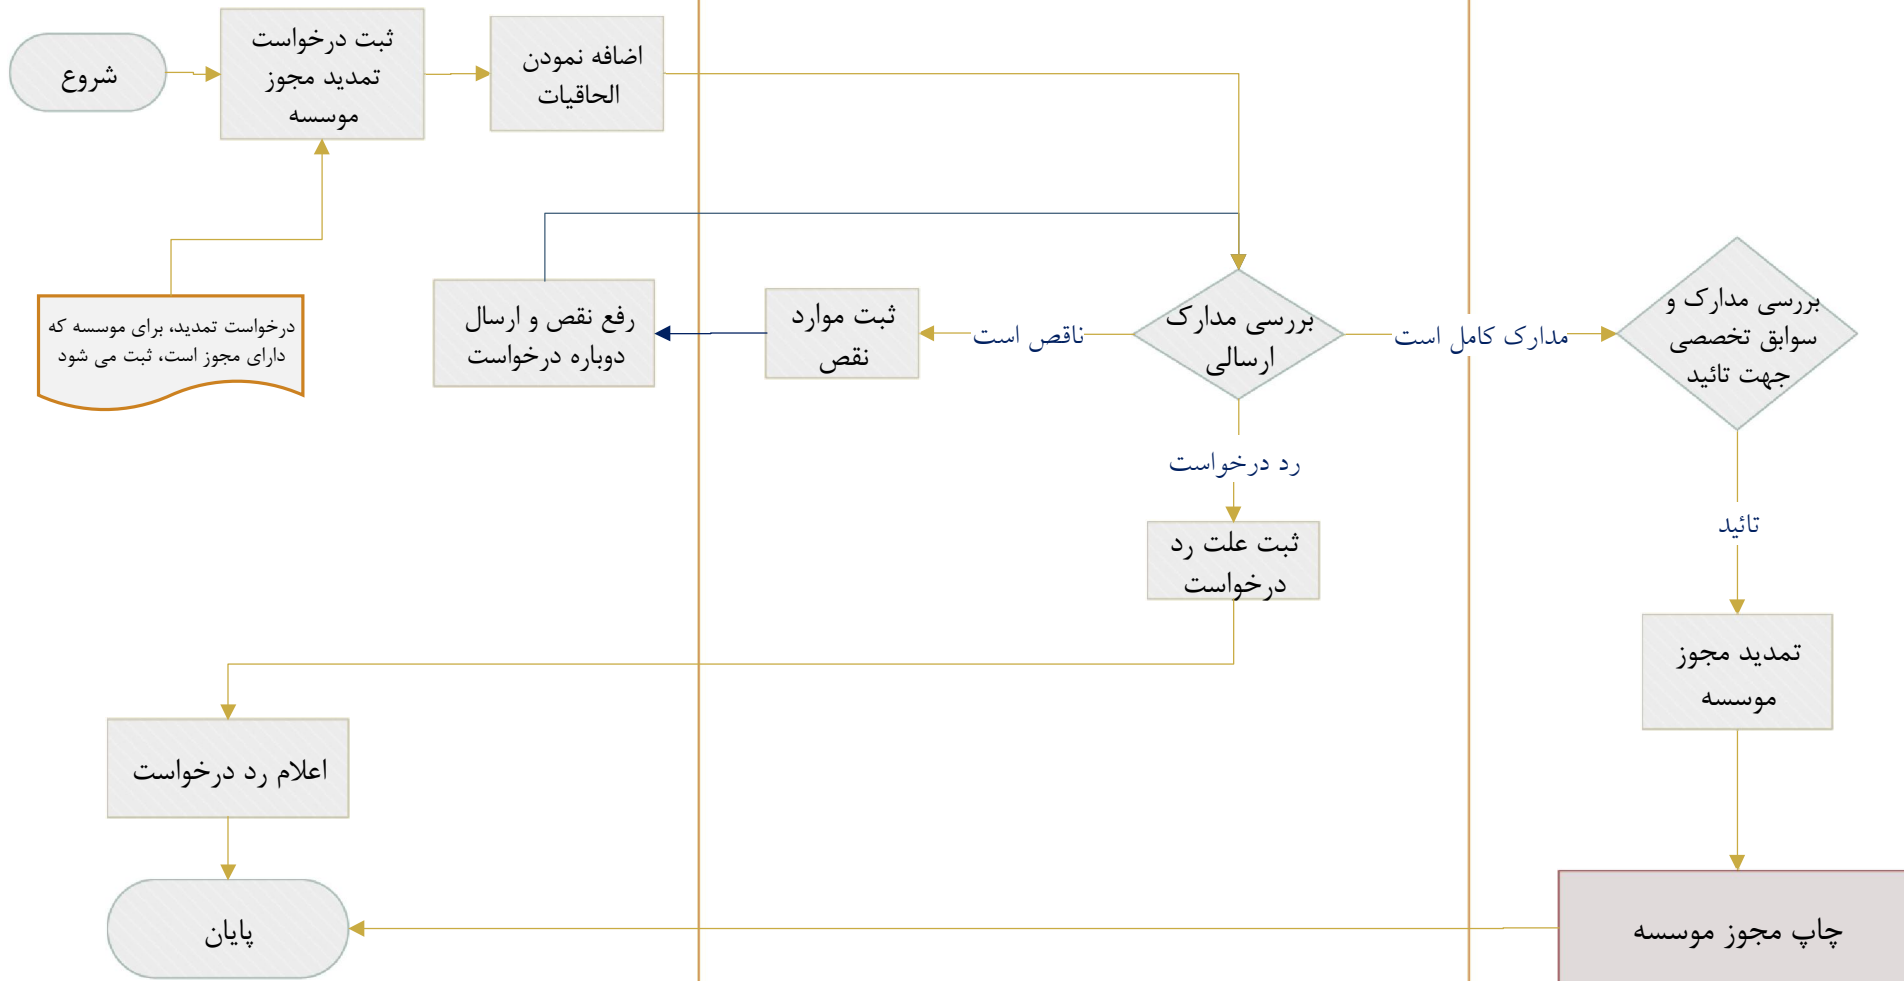 شروع
ثبت درخواست
تمدید مجوز
موسسه
اضافه نمودن
الحاقیات
درخواست تمدید، برای موسسه که
دارای مجوز است، ثبت می شود
رفع نقص و ارسال
دوباره درخواست
ثبت موارد
نقص
ناقص است
بررسی مدارک
ارسالی
مدارک کامل است
بررسی مدارک و
سوابق تخصصی
جهت تائید
رد درخواست
تائید
ثبت علت رد
درخواست
تمدید مجوز
موسسه
اعلام رد درخواست
پایان
چاپ مجوز موسسه